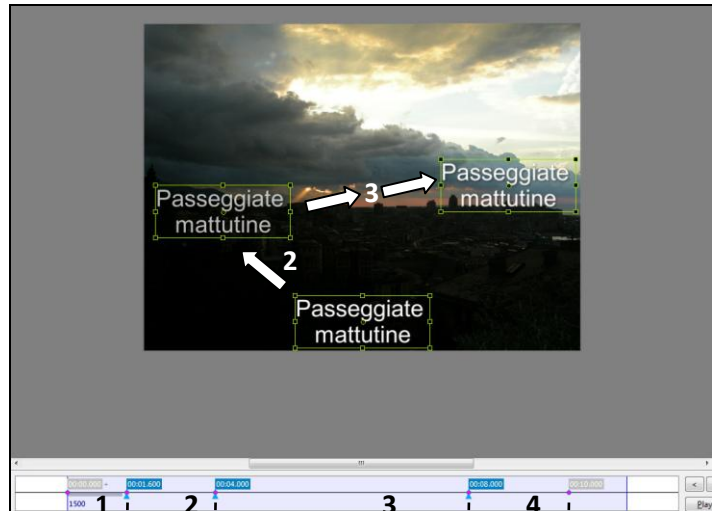 Passeggiate
mattutine
3
Passeggiate
mattutine
2
Passeggiate
mattutine
00:00.000
00:01.600
00:04.000
00:08.000
00:10.000
1500
1
2
3
4
<
Play